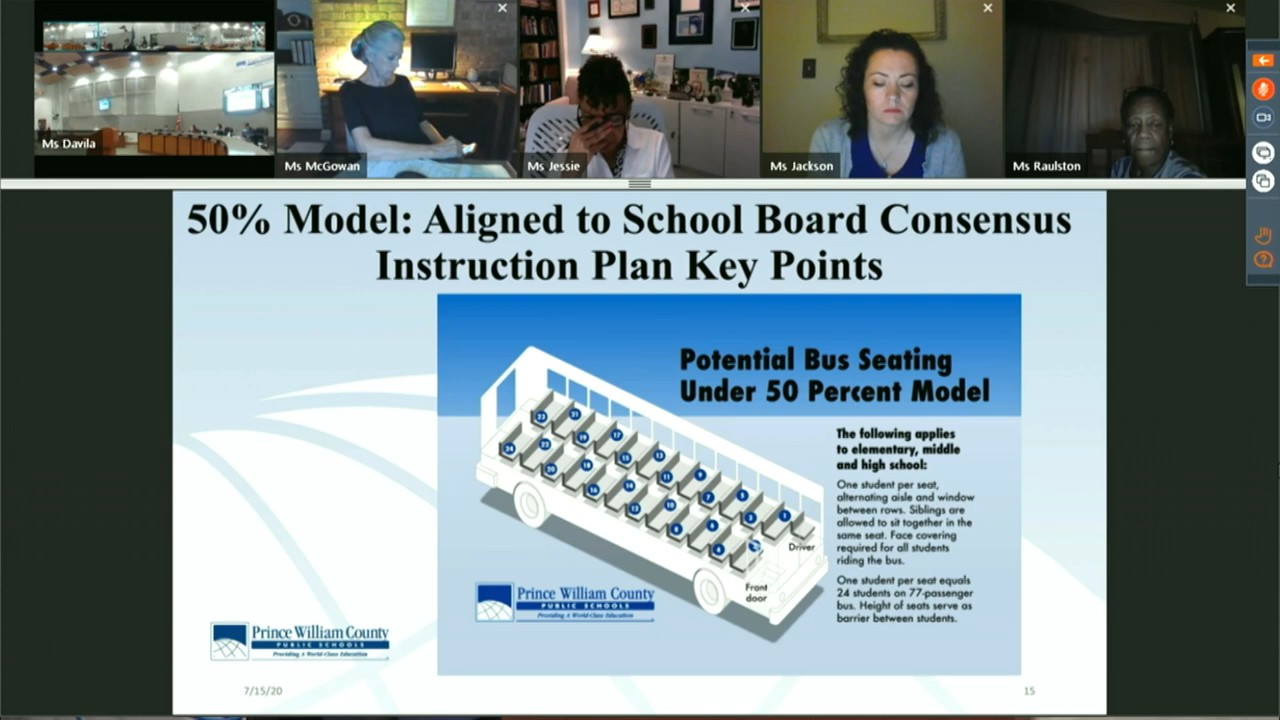 Ms Davila
Ms McGowan
Ms Jessie
Ms Jackson
Ms Raulston
50% Model: Aligned to School Board Consensus
Instruction Plan Key Points
Potential Bus Seating
Under 50 Percent Model
The following applies
to elementary, middle
and high school:
One student per seat,
alternating aisle and window
between rows. Siblings are
allowed to sit together in the
same seat. Face covering
required for all students
riding the bus.
One student per seat equals
24 students on 77-passenger
bus. Height of seats serve as
barrier between students.
Driver
Front
door
Prince William County
PUBLIC SCHOOLS
Providing A World-Class Education
Prince William County
PUBLIC SCHOOLS
Providing A World-Class Education
7/15/20
15